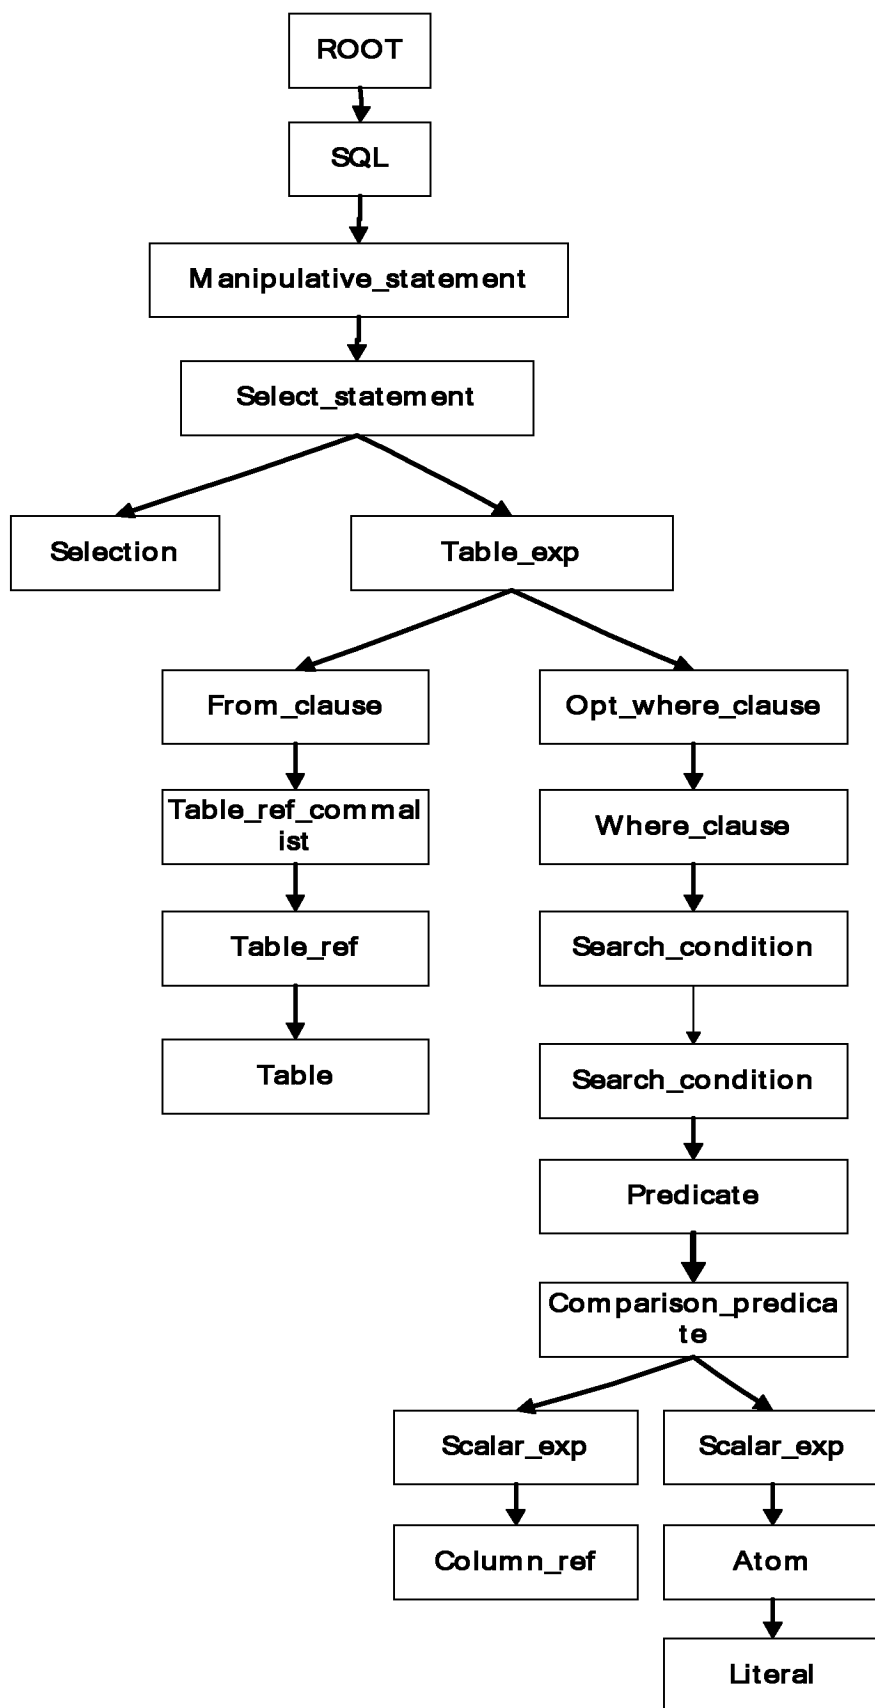 ROOT
SQL
Manipulative_statement
Select_statement
Selection
Table_exp
From_clause
Opt_where_clause
Table_ref_commal
ist
Where_clause
Table_ref
Search_condition
Table
Search_condition
Predicate
Comparison_predica
te
Scalar_exp
Scalar_exp
Column_ref
Atom
Literal